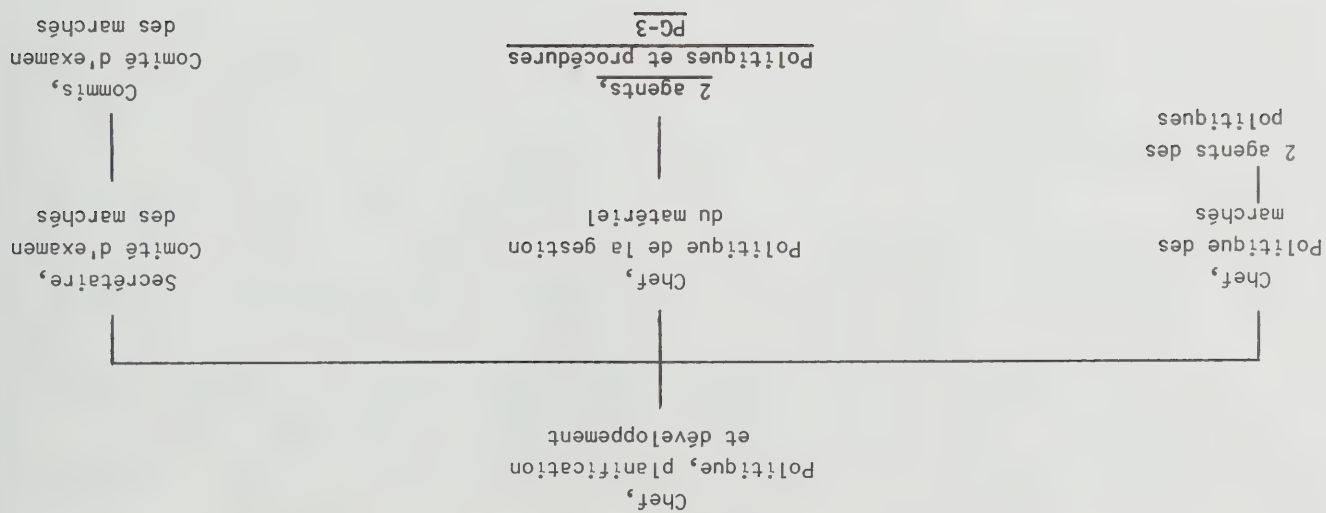 Chef,
Politique, planification
et développement
Chef,
Politique des
marchés
2 agents des
politiques
Chef,
Politique de la gestion
du matériel
2 agents,
Politiques et procédures
PG-3
Secrétaire,
Comité d'examen
des marchés
Commis,
Comité d'examen
des marchés